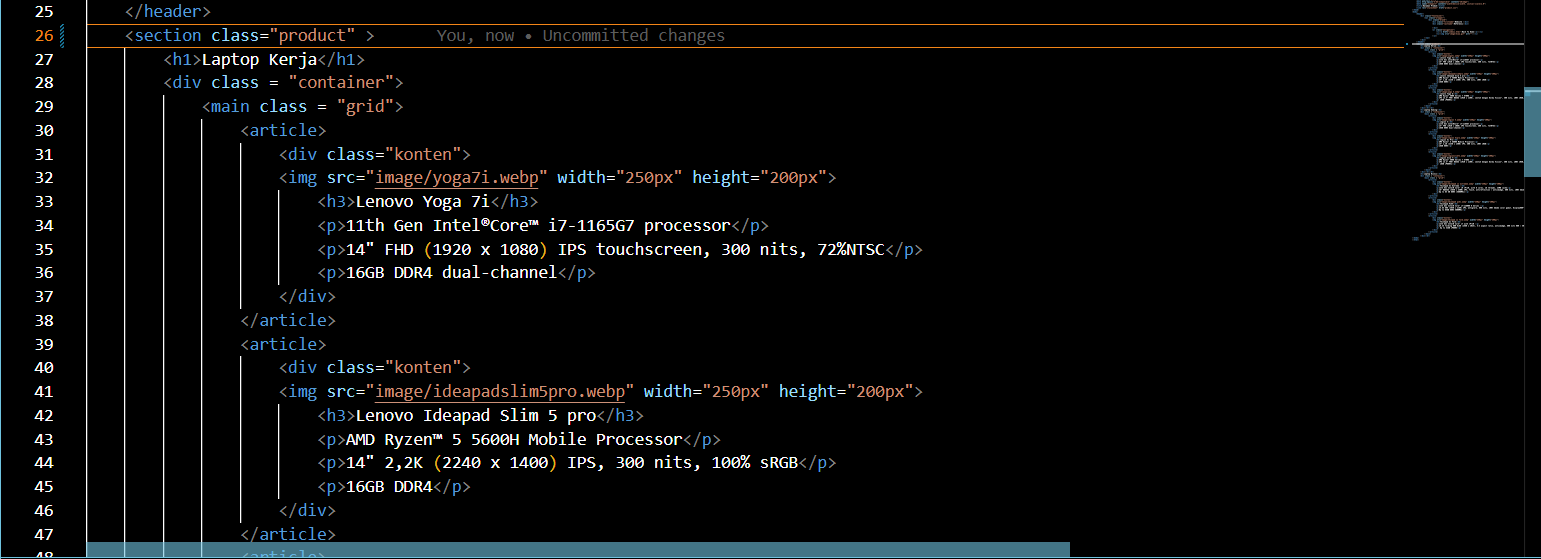 25 </header>
26 <section class="product" > You, now • Uncommitted changes
27 <h1>Laptop Kerja</h1>
28 <div class = "container">
29 <main class = "grid">
30 <article>
31 <div class="konten">
32 <img src="image/yoga7i.webp" width="250px" height="200px">
33 <h3>Lenovo Yoga 7i</h3>
34 <p>11th Gen Intel®Core™ i7-1165G7 processor</p>
35 <p>14" FHD (1920 x 1080) IPS touchscreen, 300 nits, 72%NTSC</p>
36 <p>16GB DDR4 dual-channel</p>
37 </div>
38 </article>
39 <article>
40 <div class="konten">
41 <img src="image/ideapadslim5pro.webp" width="250px" height="200px">
42 <h3>Lenovo Ideapad Slim 5 pro</h3>
43 <p>AMD Ryzen™ 5 5600H Mobile Processor</p>
44 <p>14" 2,2K (2240 x 1400) IPS, 300 nits, 100% sRGB</p>
45 <p>16GB DDR4</p>
46 </div>
47 </article>
48 <article>